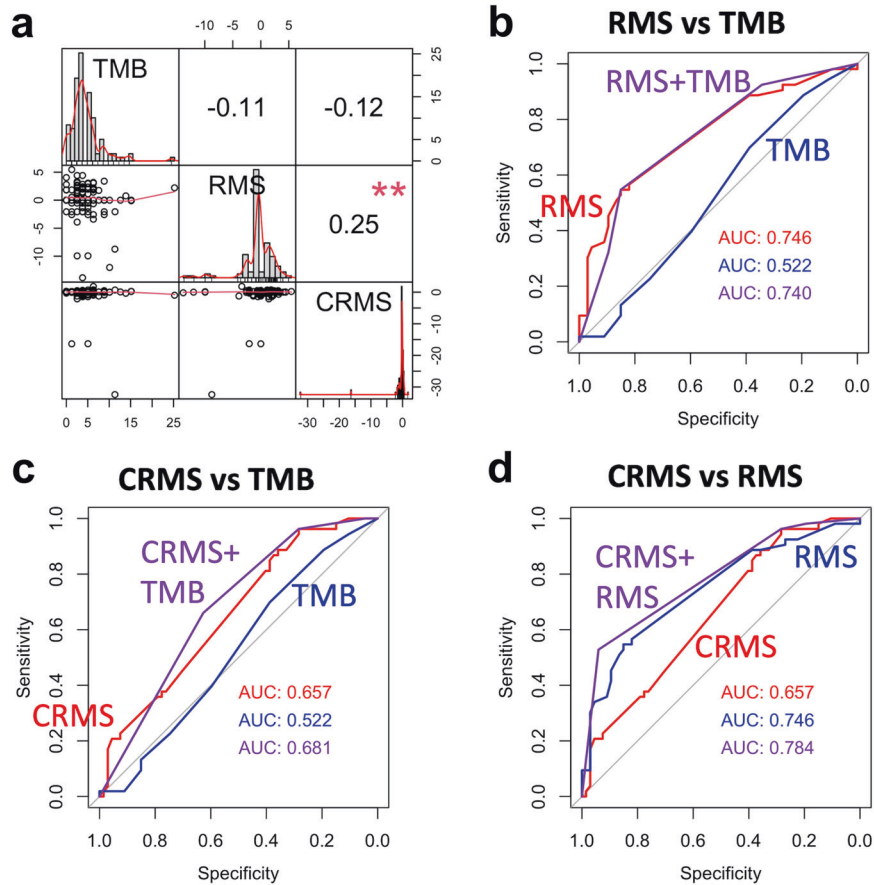 a
-10 0 5
TMB
-0.11
-0.12
0 5 15 25
-10 -5 0 5
RMS
**
0.25
CRMS
-30 -20 -10 0
0 5 15 25
-30 -20 -10 0
b
RMS vs TMB
RMS+TMB
TMB
RMS
AUC: 0.746
AUC: 0.522
AUC: 0.740
Sensitivity
0.0 0.2 0.4 0.6 0.8 1.0
1.0 0.8 0.6 0.4 0.2 0.0
Specificity
c
CRMS vs TMB
CRMS+
TMB
TMB
CRMS
AUC: 0.657
AUC: 0.522
AUC: 0.681
Sensitivity
0.0 0.2 0.4 0.6 0.8 1.0
1.0 0.8 0.6 0.4 0.2 0.0
Specificity
d
CRMS vs RMS
CRMS+
RMS
RMS
CRMS
AUC: 0.657
AUC: 0.746
AUC: 0.784
Sensitivity
0.0 0.2 0.4 0.6 0.8 1.0
1.0 0.8 0.6 0.4 0.2 0.0
Specificity